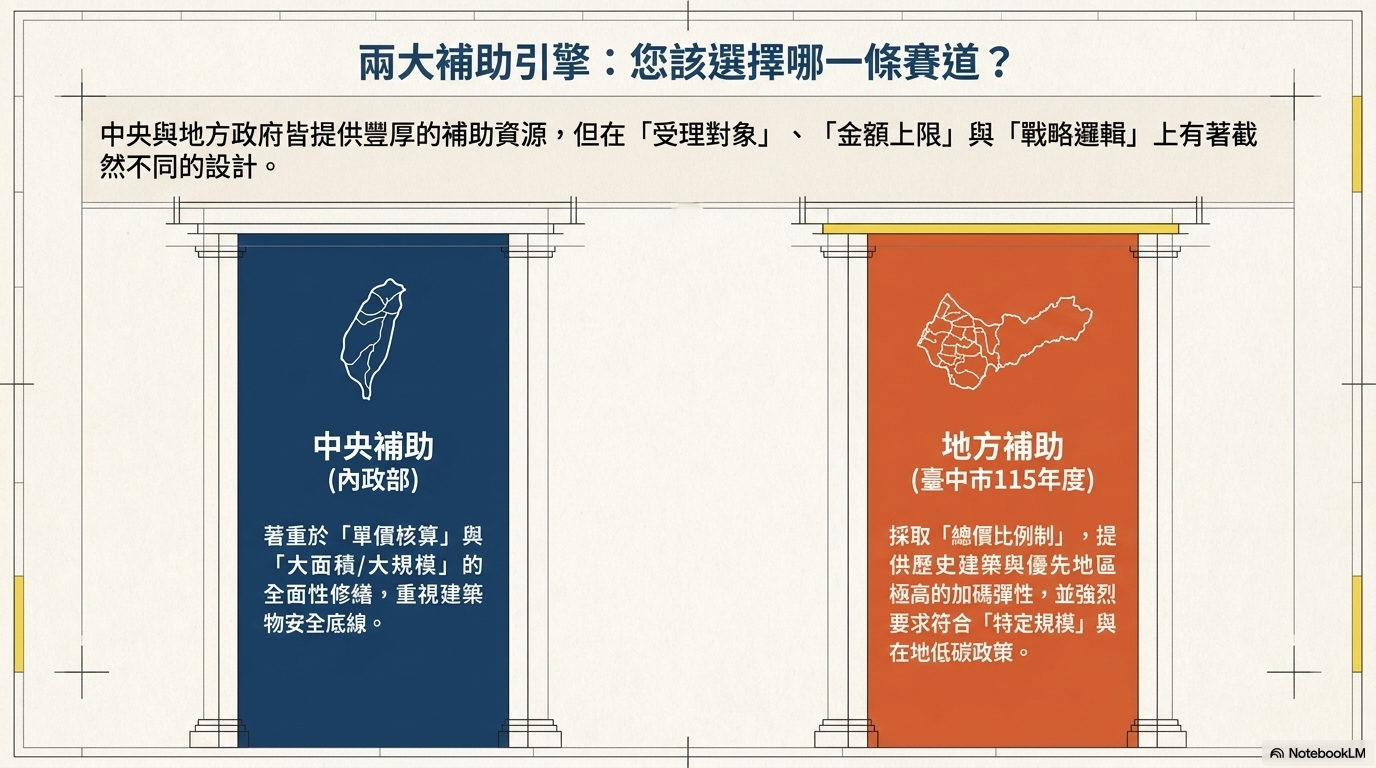 兩大補助引擎：您該選擇哪一條賽道？
中央與地方政府皆提供豐厚的補助資源，但在「受理對象」、「金額上限」與「戰略邏輯」上有著截
然不同的設計。
中央補助
(內政部)
著重於「單價核算」與
「大面積/大規模」的
全面性修繕，重視建築
物安全底線。
地方補助
(臺中市115年度)
採取「總價比例制」，提
供歷史建築與優先地區
極高的加碼彈性，並強烈
要求符合「特定規模」與
在地低碳政策。
NotebookLM